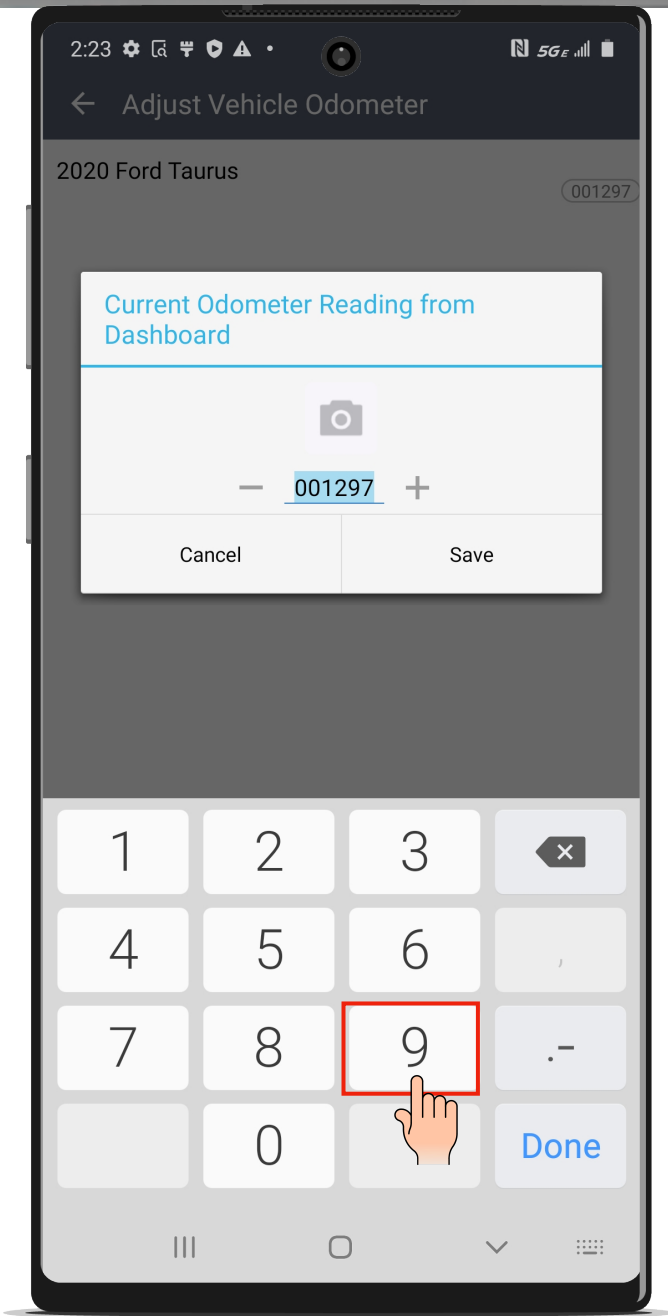 2:23
5GE
Adjust Vehicle Odometer
2020 Ford Taurus
001297
Current Odometer Reading from
Dashboard
001297
Cancel
Save
1 2 3
4 5 6 ,
7 8 9 .-
0 Done